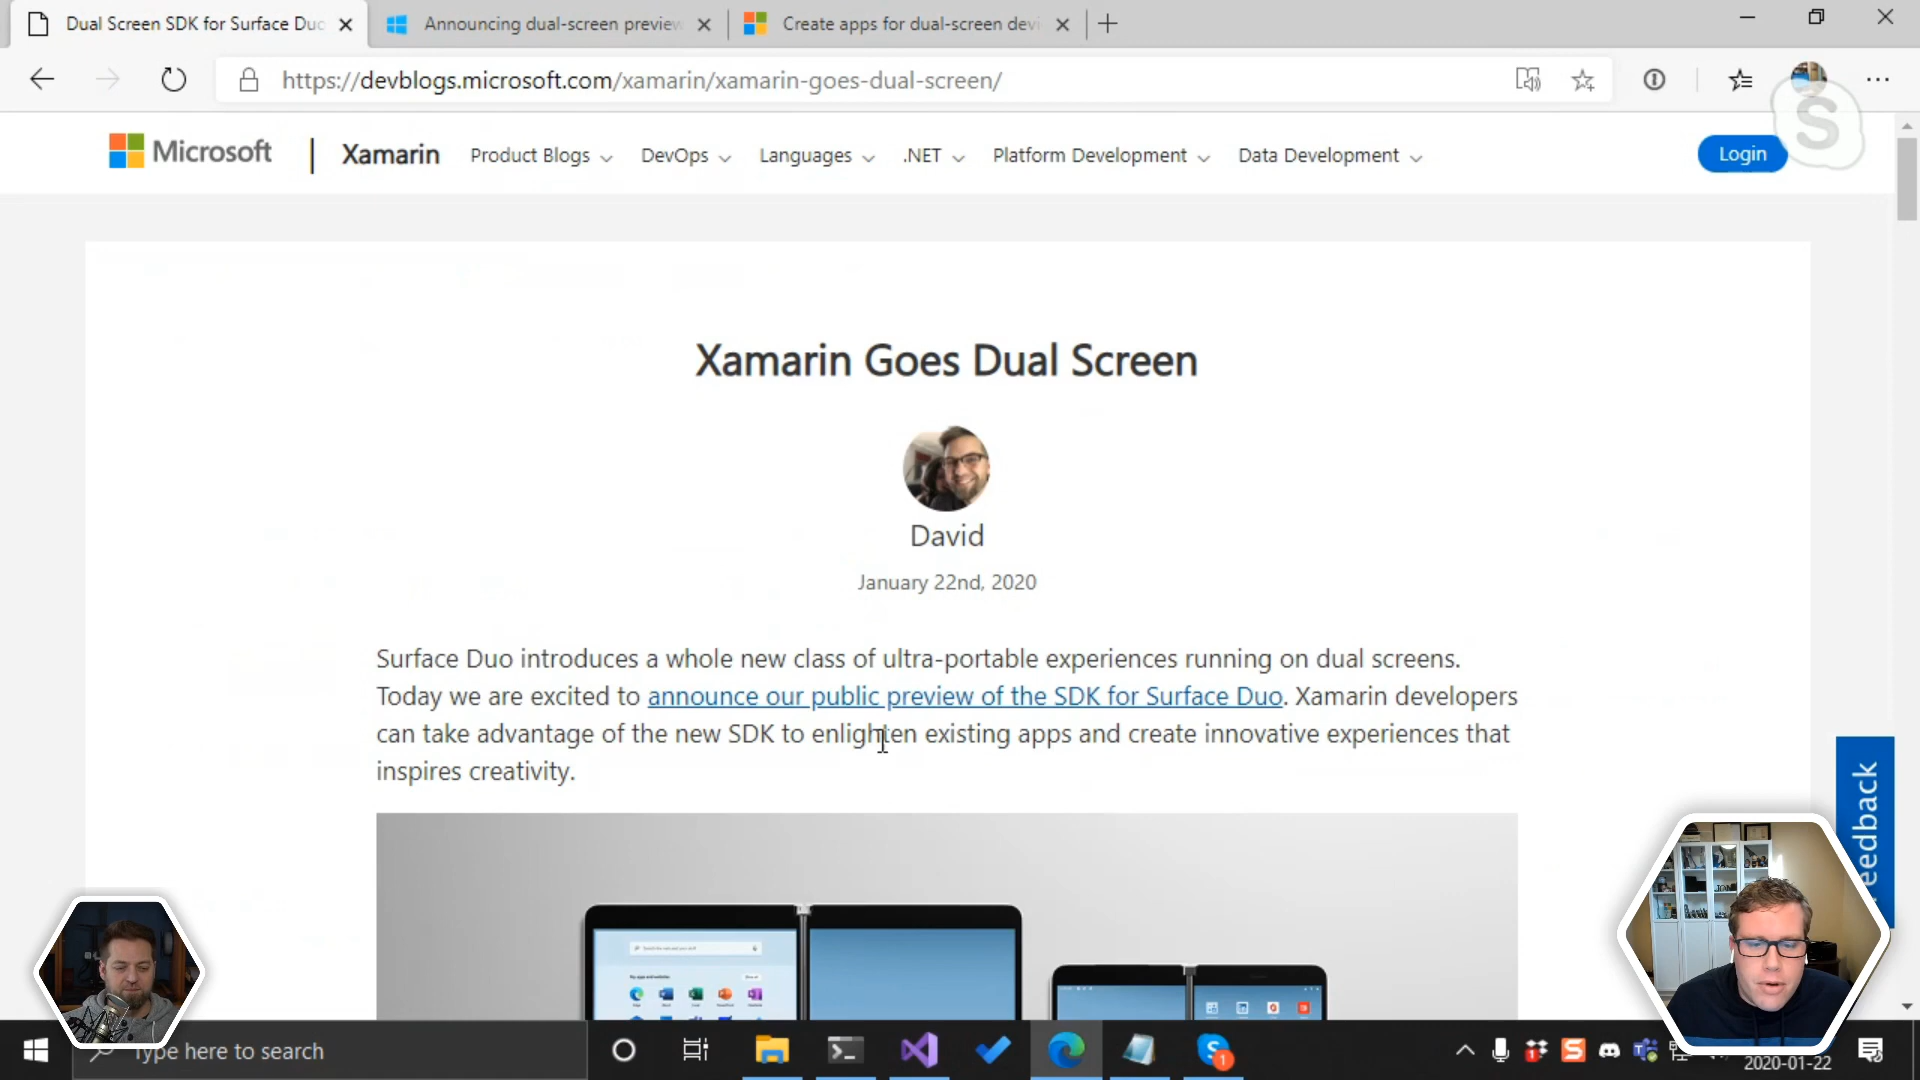 Dual Screen SDK for Surface Duo
Announcing dual-screen preview
Create apps for dual-screen devi
https://devblogs.microsoft.com/xamarin/xamarin-goes-dual-screen/
Microsoft
Xamarin
Product Blogs
DevOps
Languages
.NET
Platform Development
Data Development
Login
S
Xamarin Goes Dual Screen
David
January 22nd, 2020
Surface Duo introduces a whole new class of ultra-portable experiences running on dual screens.
Today we are excited to announce our public preview of the SDK for Surface Duo. Xamarin developers
can take advantage of the new SDK to enlighten existing apps and create innovative experiences that
inspires creativity.
eedback
Type here to search
1
2020-01-22